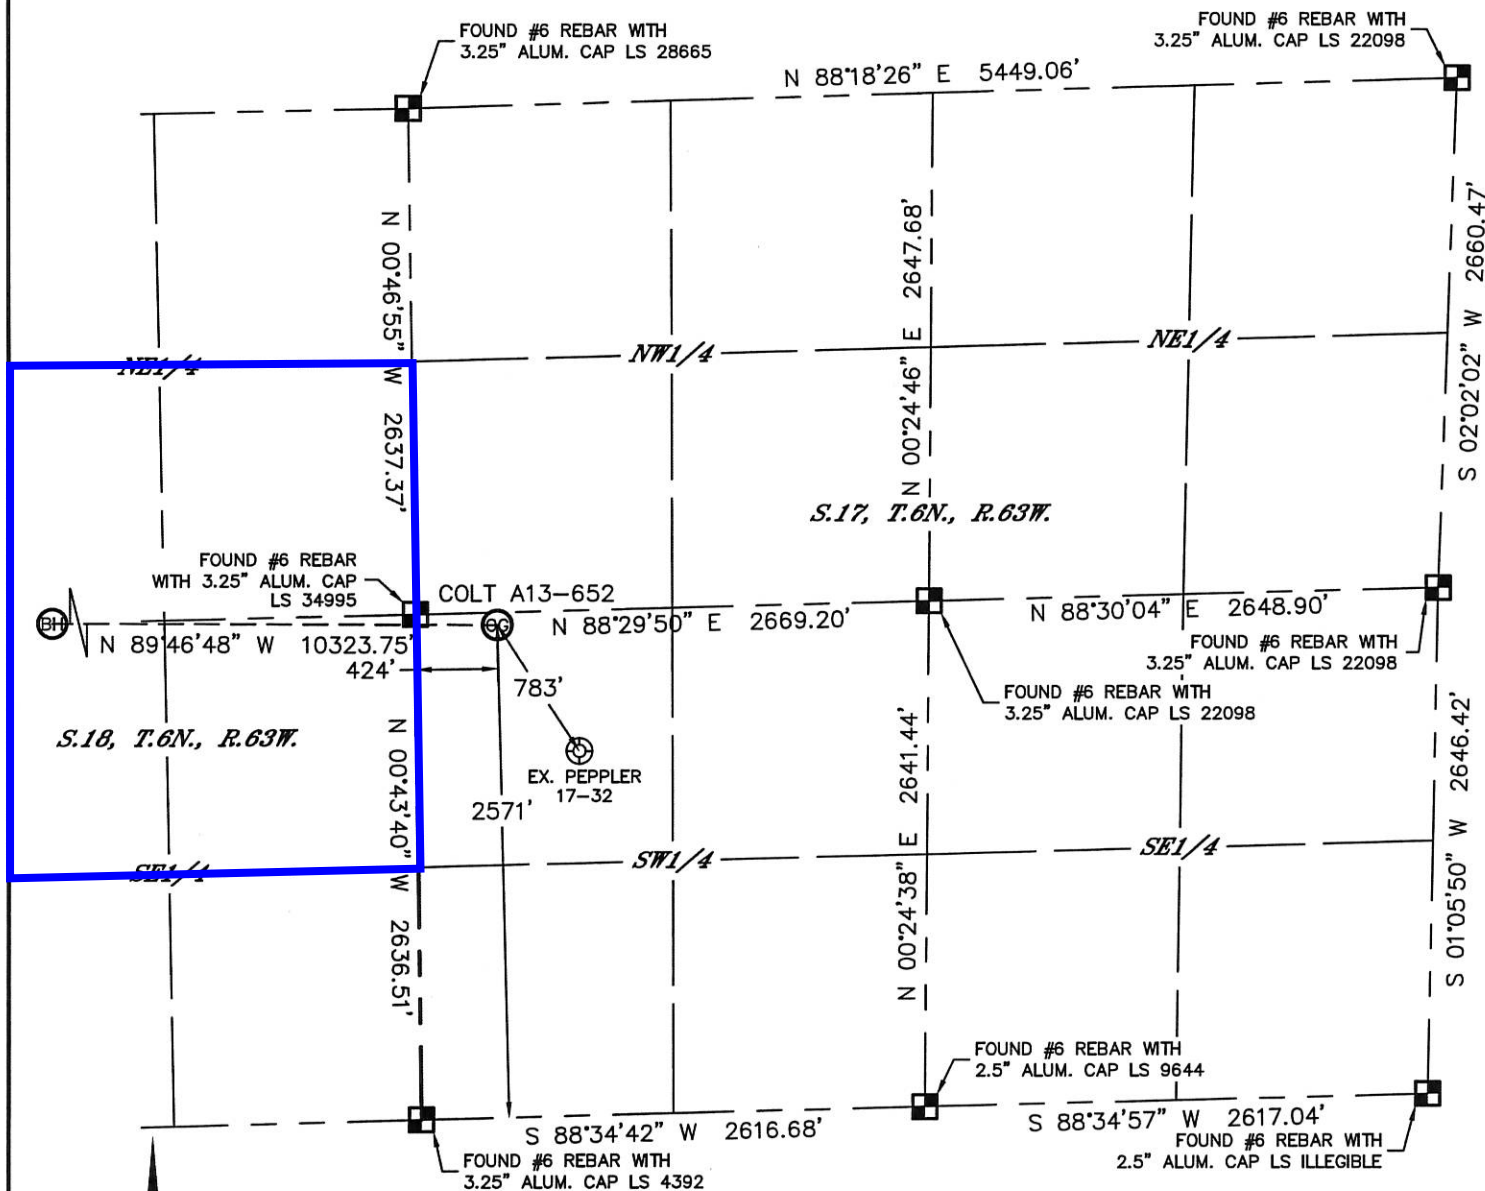 FOUND #6 REBAR WITH
3.25" ALUM. CAP LS 28665
FOUND #6 REBAR WITH
3.25" ALUM. CAP LS 22098
N 88°18'26" E 5449.06'
N 00°46'55" W 2637.37'
N 00°24'46" E 2647.68'
S 02°02'02" W 2660.47'
NE1/4
NW1/4
NE1/4
S.17, T.6N., R.63W.
FOUND #6 REBAR
WITH 3.25" ALUM. CAP
LS 34995
COLT A13-652
BH
OG
N 89°46'48" W 10323.75'
N 88°29'50" E 2669.20'
N 88°30'04" E 2648.90'
FOUND #6 REBAR WITH
3.25" ALUM. CAP LS 22098
424'
783'
FOUND #6 REBAR WITH
3.25" ALUM. CAP LS 22098
S.18, T.6N., R.63W.
EX. PEPPLER
17-32
2571'
N 00°43'40" W 2636.51'
N 00°24'38" E 2641.44'
S 01°05'50" W 2646.42'
SE1/4
SW1/4
SE1/4
FOUND #6 REBAR WITH
2.5" ALUM. CAP LS 9644
S 88°34'42" W 2616.68'
S 88°34'57" W 2617.04'
FOUND #6 REBAR WITH
2.5" ALUM. CAP LS ILLEGIBLE
FOUND #6 REBAR WITH
3.25" ALUM. CAP LS 4392